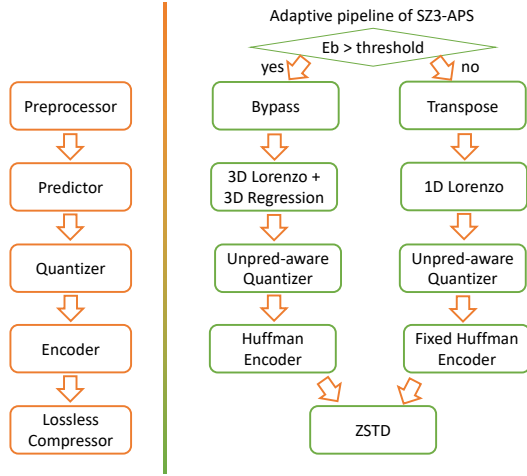 Adaptive pipeline of SZ3-APS
Eb > threshold
yes
no
Preprocessor
Bypass
Transpose
Predictor
3D Lorenzo +
3D Regression
1D Lorenzo
Quantizer
Unpred-aware
Quantizer
Unpred-aware
Quantizer
Encoder
Huffman
Encoder
Fixed Huffman
Encoder
Lossless
Compressor
ZSTD